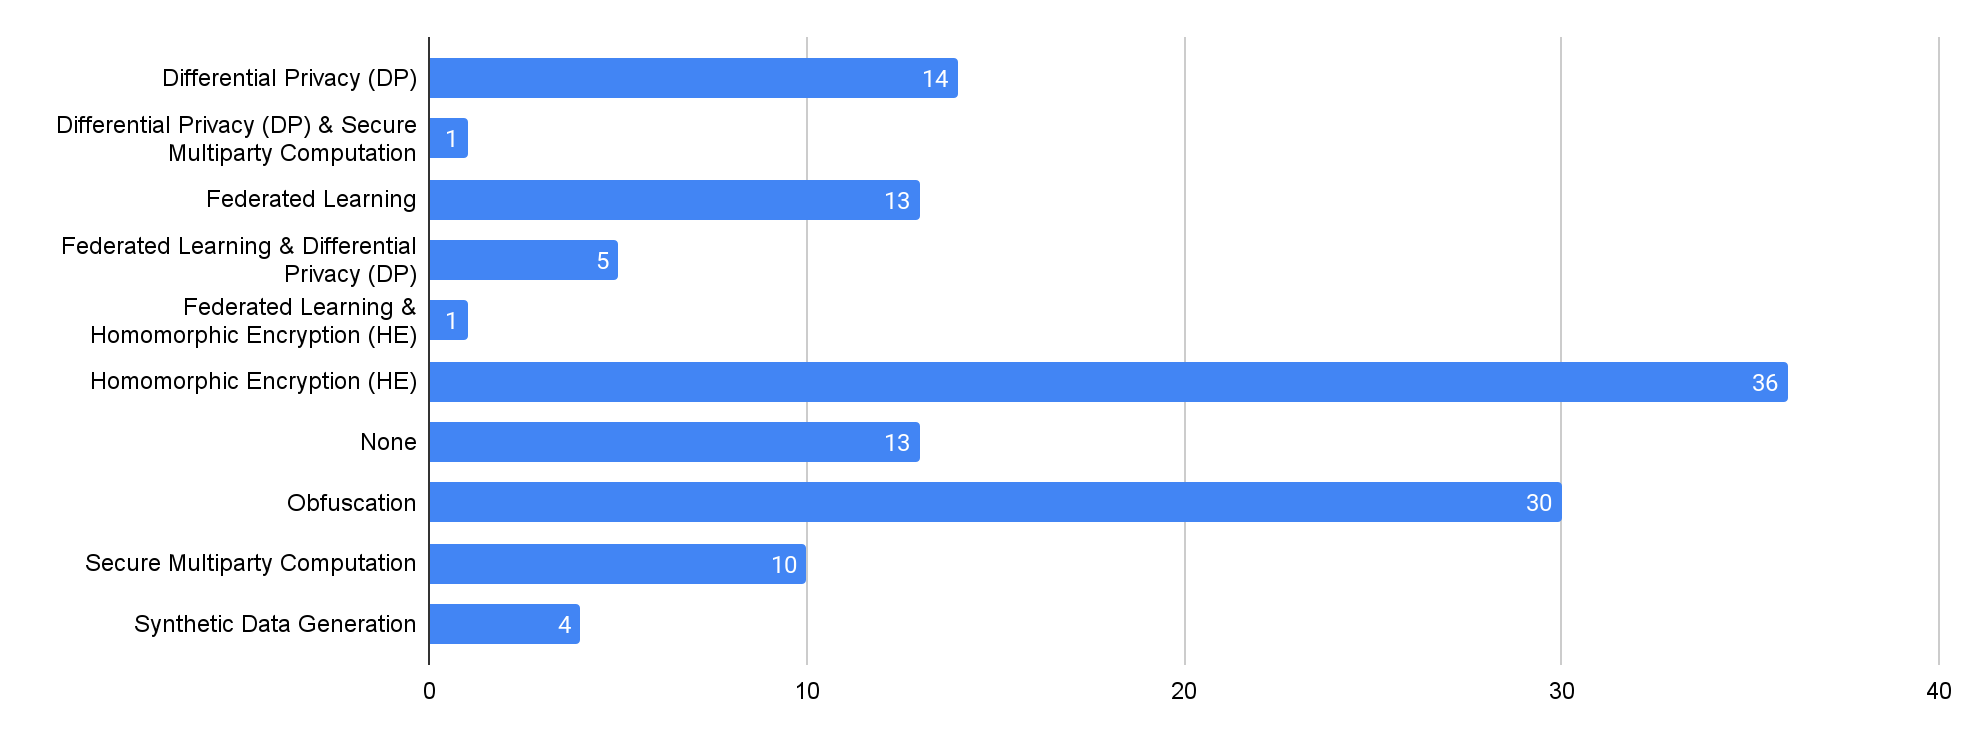 Differential Privacy (DP)
14
Differential Privacy (DP) & Secure
Multiparty Computation
1
Federated Learning
13
Federated Learning & Differential
Privacy (DP)
5
Federated Learning &
Homomorphic Encryption (HE)
1
Homomorphic Encryption (HE)
36
None
13
Obfuscation
30
Secure Multiparty Computation
10
Synthetic Data Generation
4
0 10 20 30 40